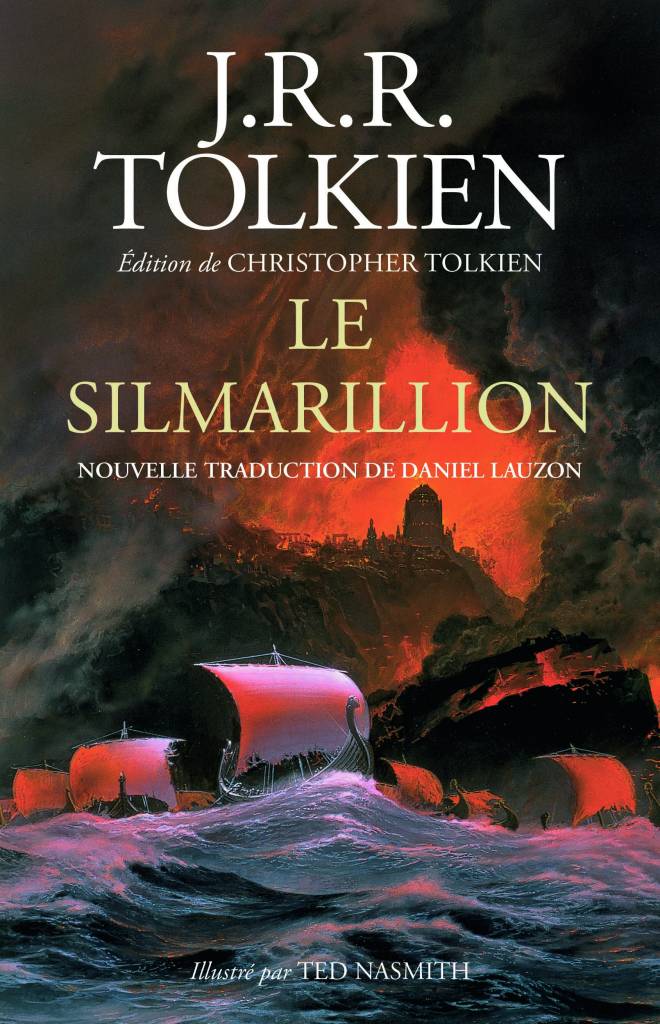 J.R.R.
TOLKIEN
Édition de CHRISTOPHER TOLKIEN
LE
SILMARILLION
NOUVELLE TRADUCTION DE DANIEL LAUZON
Illustré par TED NASMITH